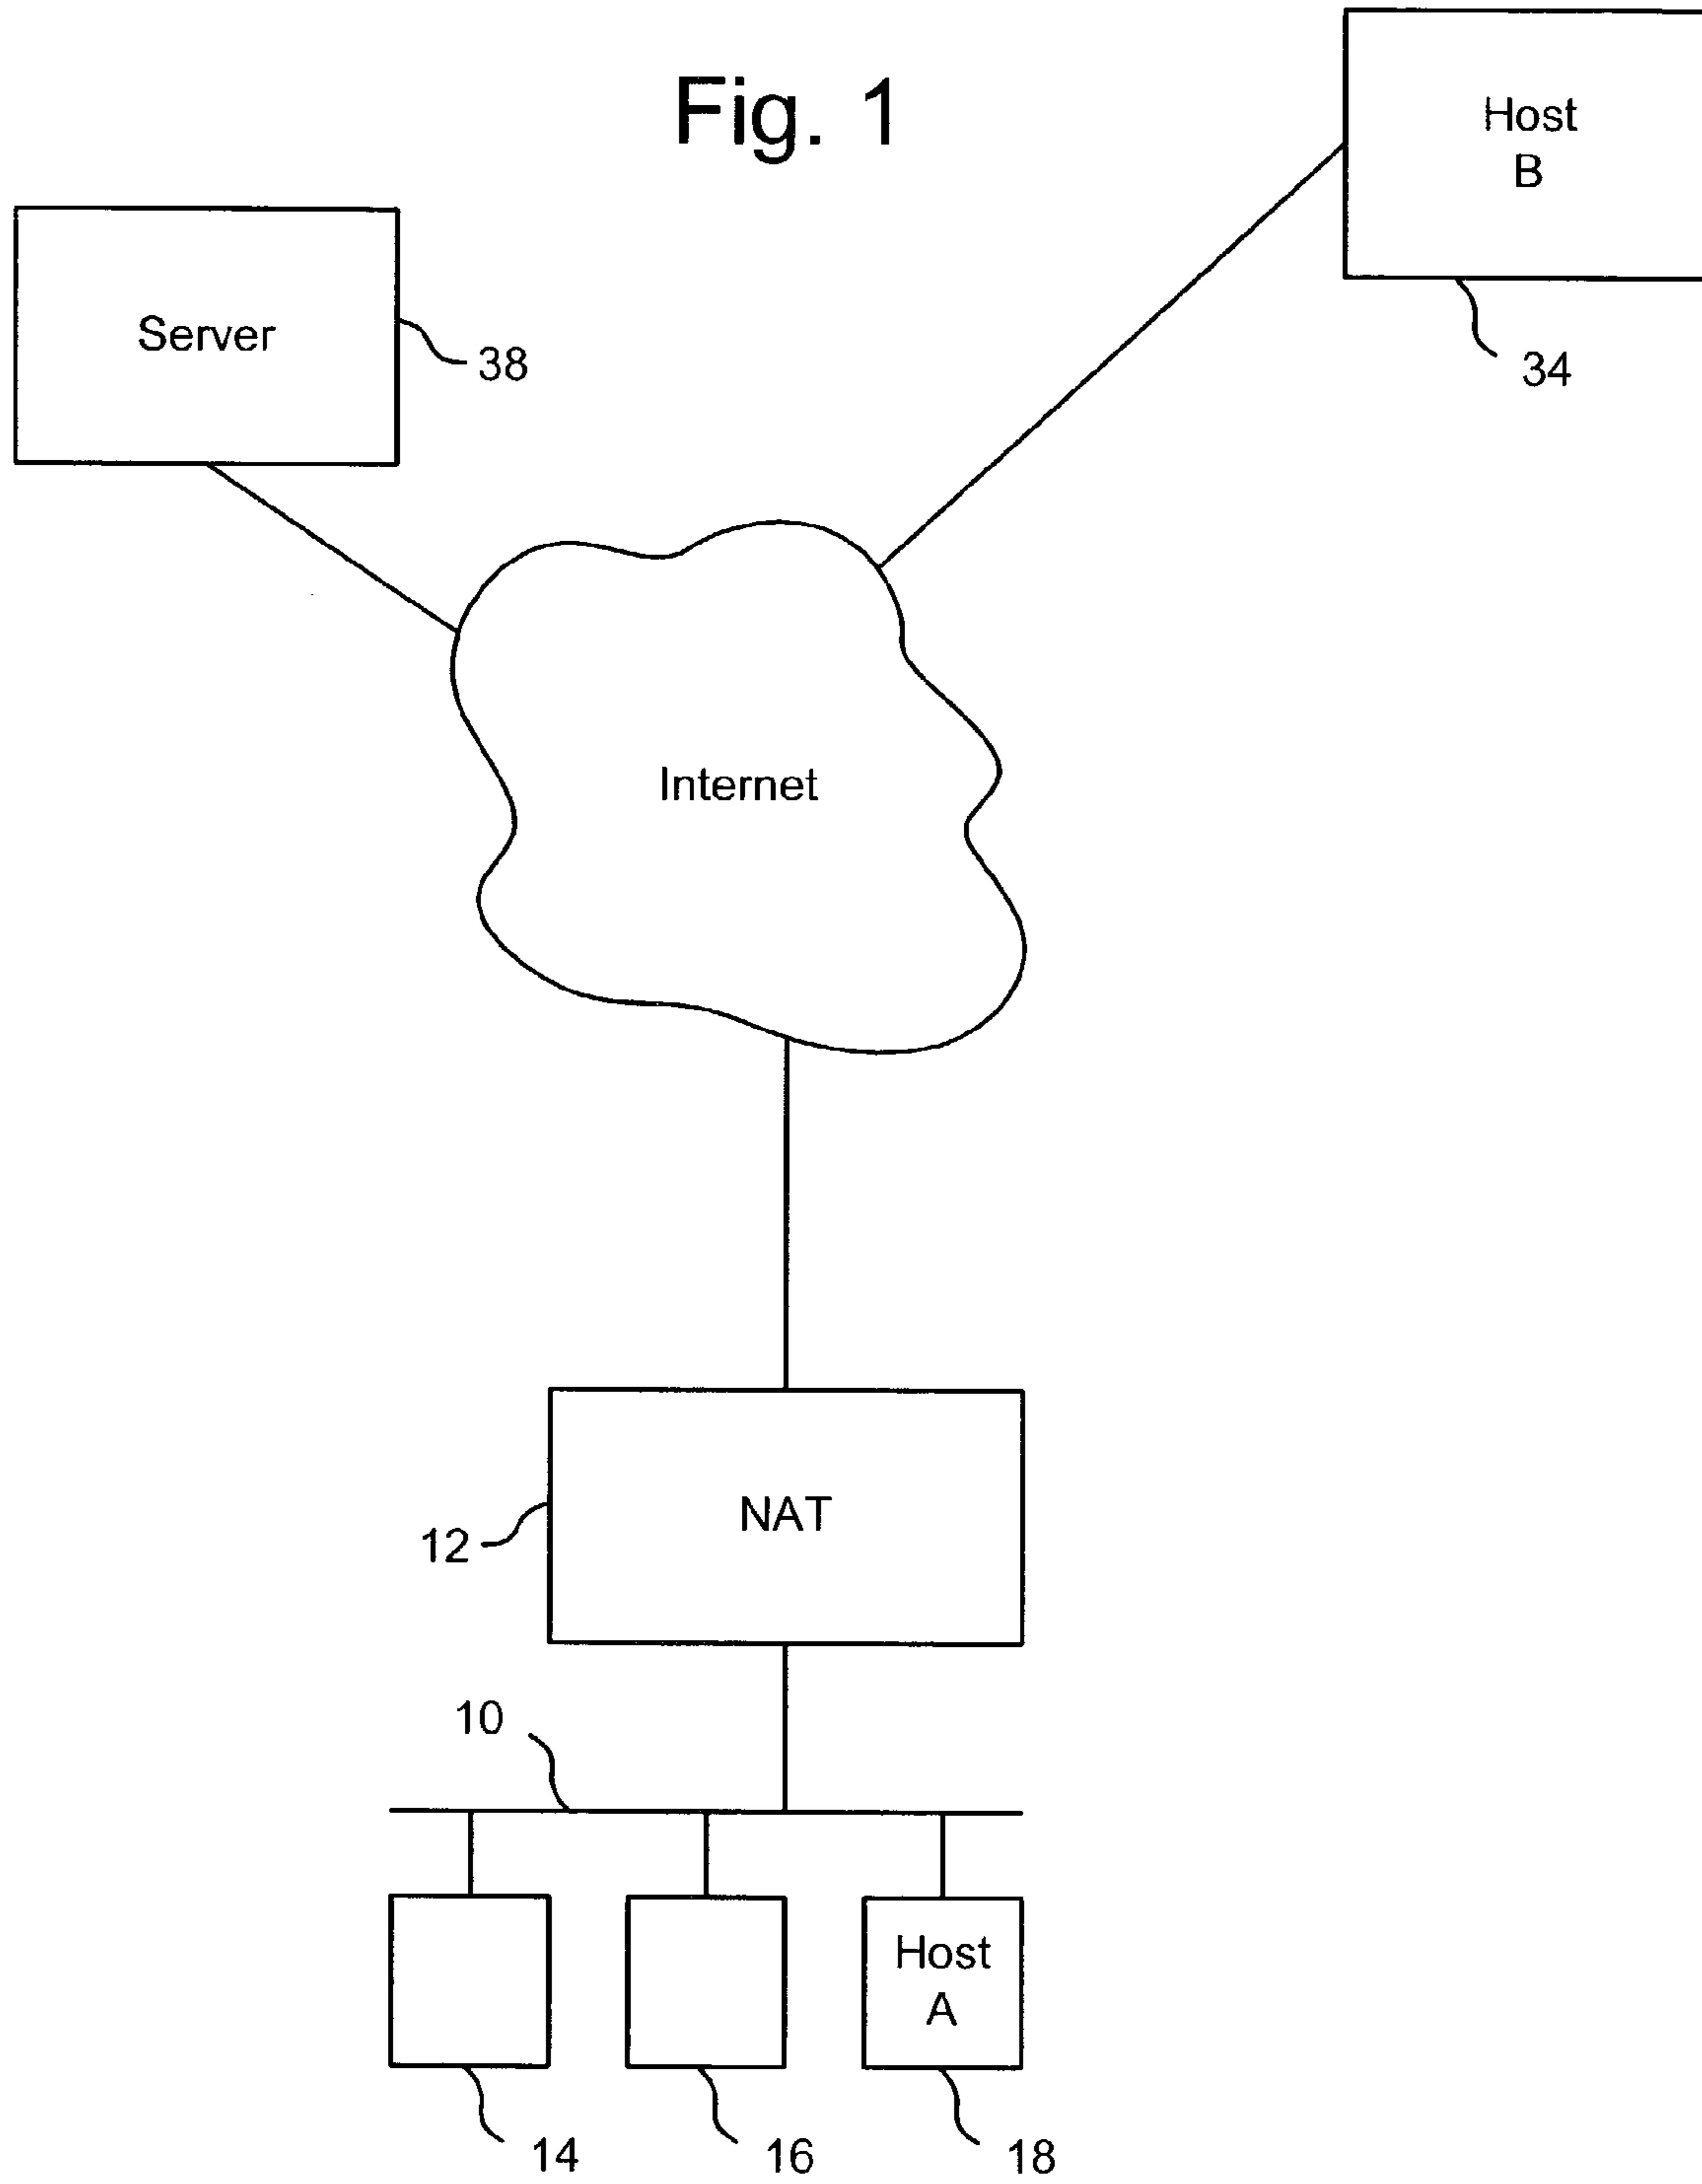 Fig. 1
Host
B
Server
38
34
Internet
NAT
12
10
Host
A
14
16
18